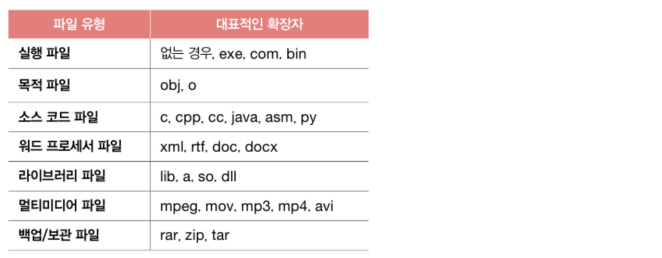 파일 유형 대표적인 확장자
실행 파일 없는 경우, exe, com, bin
목적 파일 obj, o
소스 코드 파일 c, cpp, cc, java, asm, py
워드 프로세서 파일 xml, rtf, doc, docx
라이브러리 파일 lib, a, so, dll
멀티미디어 파일 mpeg, mov, mp3, mp4, avi
백업/보관 파일 rar, zip, tar